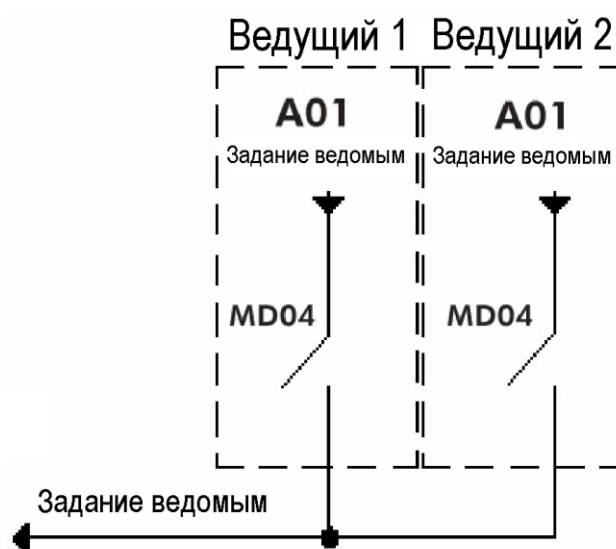 Ведущий 1 Ведущий 2
A01 A01
Задание ведомым Задание ведомым
MD04 MD04
Задание ведомым